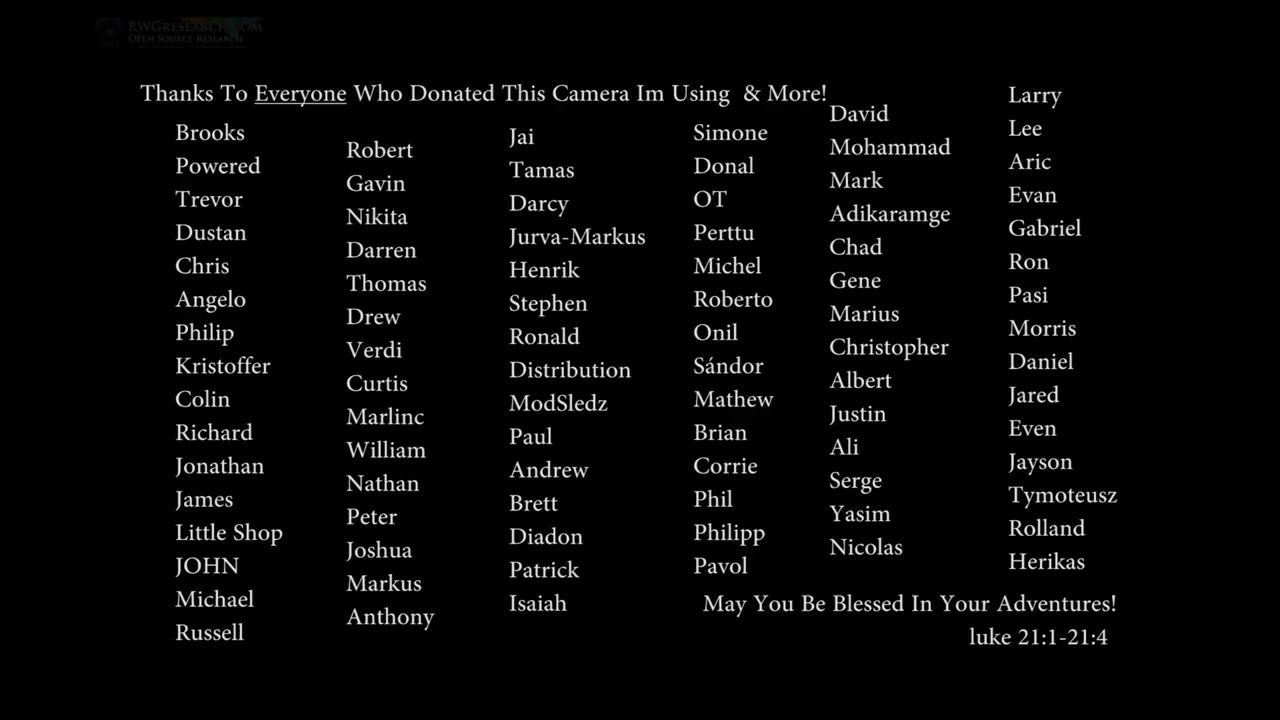 RWGRESEARCH.COM
OPEN SOURCE RESEARCH
Thanks To Everyone Who Donated This Camera Im Using & More!
Brooks
Powered
Trevor
Dustan
Chris
Angelo
Philip
Kristoffer
Colin
Richard
Jonathan
James
Little Shop
JOHN
Michael
Russell
Robert
Gavin
Nikita
Darren
Thomas
Drew
Verdi
Curtis
Marlinc
William
Nathan
Peter
Joshua
Markus
Anthony
Jai
Tamas
Darcy
Jurva-Markus
Henrik
Stephen
Ronald
Distribution
ModSledz
Paul
Andrew
Brett
Diadon
Patrick
Isaiah
Simone
Donal
OT
Perttu
Michel
Roberto
Onil
Sándor
Mathew
Brian
Corrie
Phil
Philipp
Pavol
David
Mohammad
Mark
Adikaramge
Chad
Gene
Marius
Christopher
Albert
Justin
Ali
Serge
Yasim
Nicolas
Larry
Lee
Aric
Evan
Gabriel
Ron
Pasi
Morris
Daniel
Jared
Even
Jayson
Tymoteusz
Rolland
Herikas
May You Be Blessed In Your Adventures!
luke 21:1-21:4